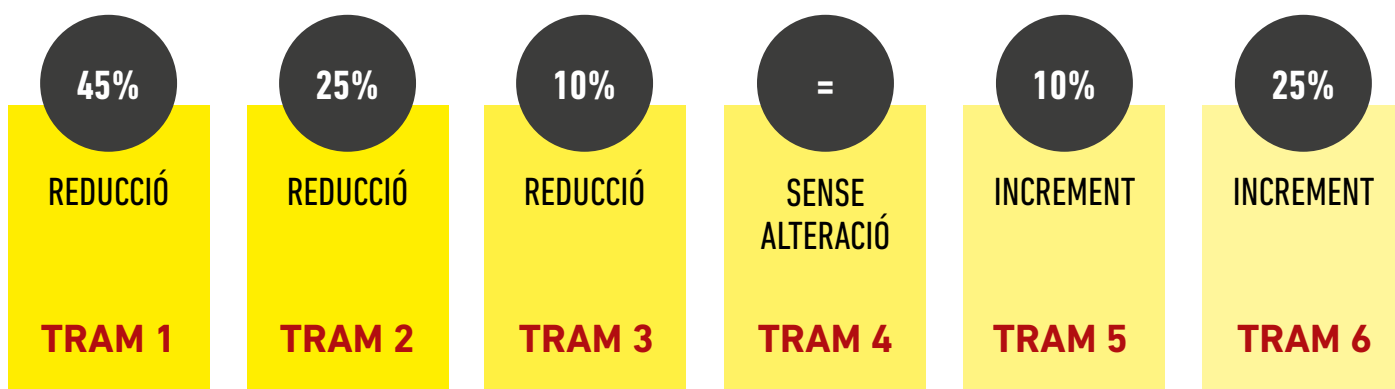 45%
REDUCCIÓ
TRAM 1
25%
REDUCCIÓ
TRAM 2
10%
REDUCCIÓ
TRAM 3
=
SENSE
ALTERACIÓ
TRAM 4
10%
INCREMENT
TRAM 5
25%
INCREMENT
TRAM 6